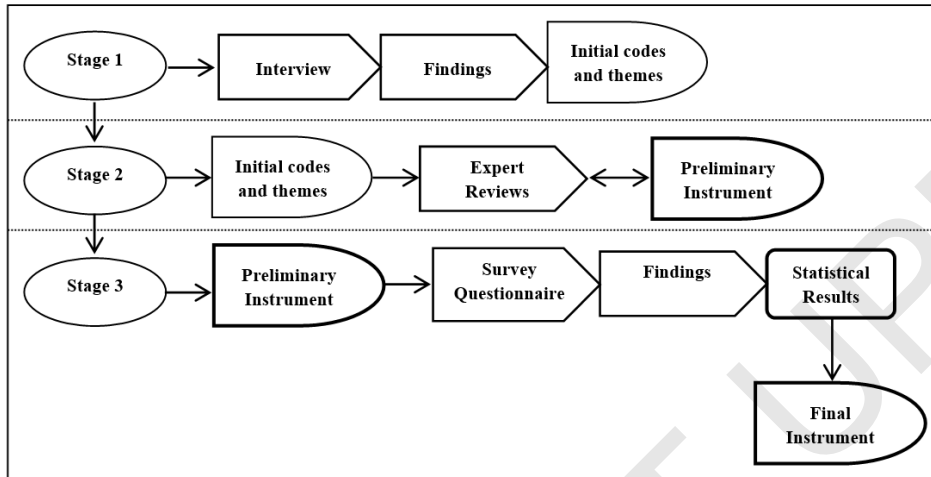 Stage 1
Interview
Findings
Initial codes
and themes
Stage 2
Initial codes
and themes
Expert
Reviews
Preliminary
Instrument
Stage 3
Preliminary
Instrument
Survey
Questionnaire
Findings
Statistical
Results
Final
Instrument